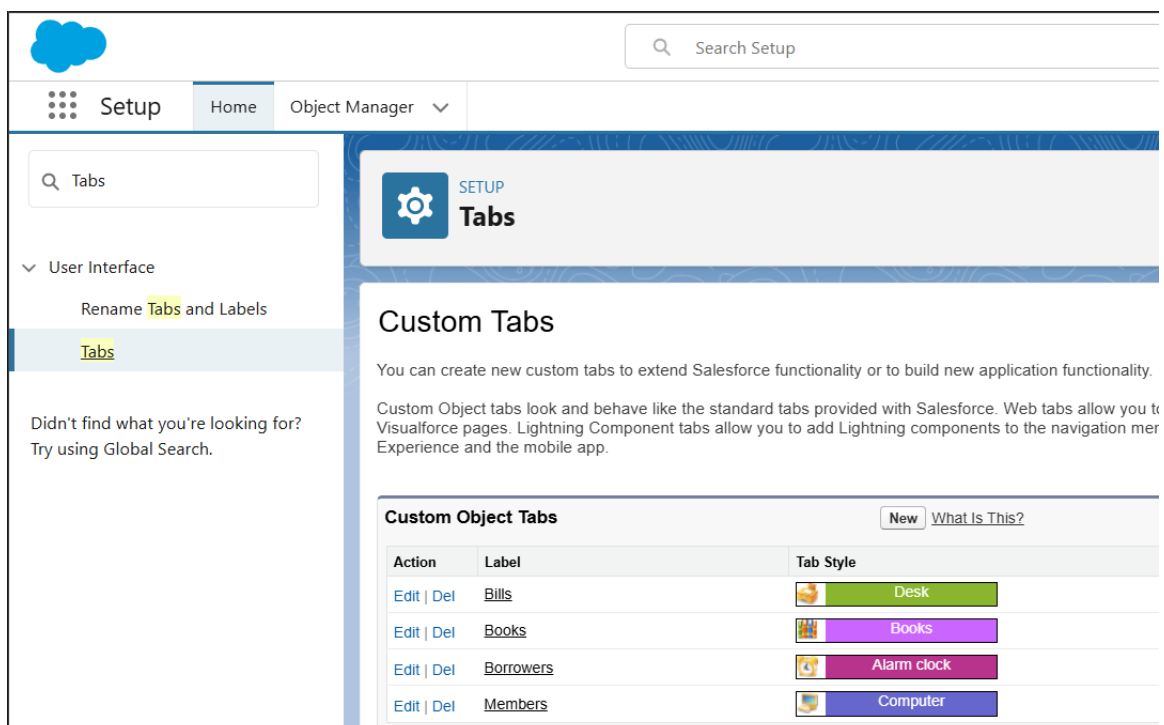 Search Setup
Setup
Home
Object Manager
Tabs
SETUP
Tabs
User Interface
Rename Tabs and Labels
Tabs
Didn't find what you're looking for?
Try using Global Search.
Custom Tabs
You can create new custom tabs to extend Salesforce functionality or to build new application functionality.
Custom Object tabs look and behave like the standard tabs provided with Salesforce. Web tabs allow you to
Visualforce pages. Lightning Component tabs allow you to add Lightning components to the navigation
Experience and the mobile app.
Custom Object Tabs New What Is This?
Action Label Tab Style
Edit | Del Bills Desk
Edit | Del Books Books
Edit | Del Borrowers Alarm clock
Edit | Del Members Computer